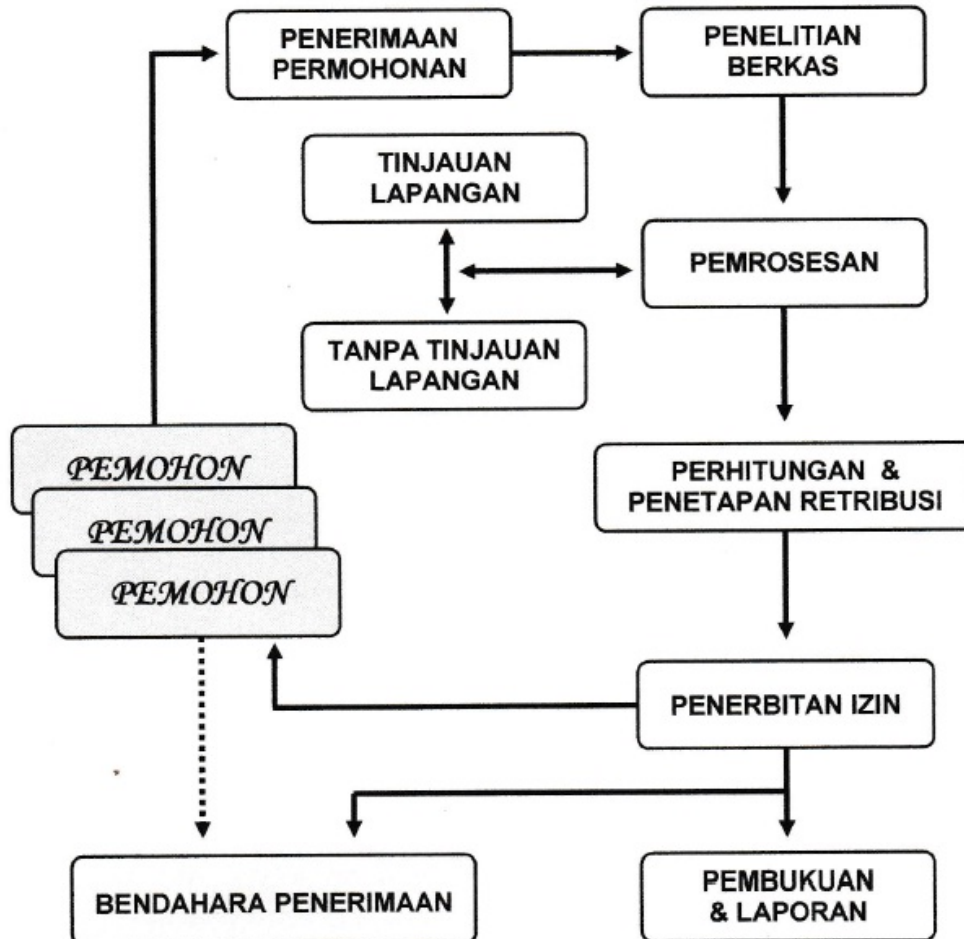 PENERIMAAN
PERMOHONAN
PENELITIAN
BERKAS
TINJAUAN
LAPANGAN
PEMROSESAN
TANPA TINJAUAN
LAPANGAN
PEMOHON
PEMOHON
PEMOHON
PERHITUNGAN &
PENETAPAN RETRIBUSI
PENERBITAN IZIN
BENDAHARA PENERIMAAN
PEMBUKUAN
& LAPORAN